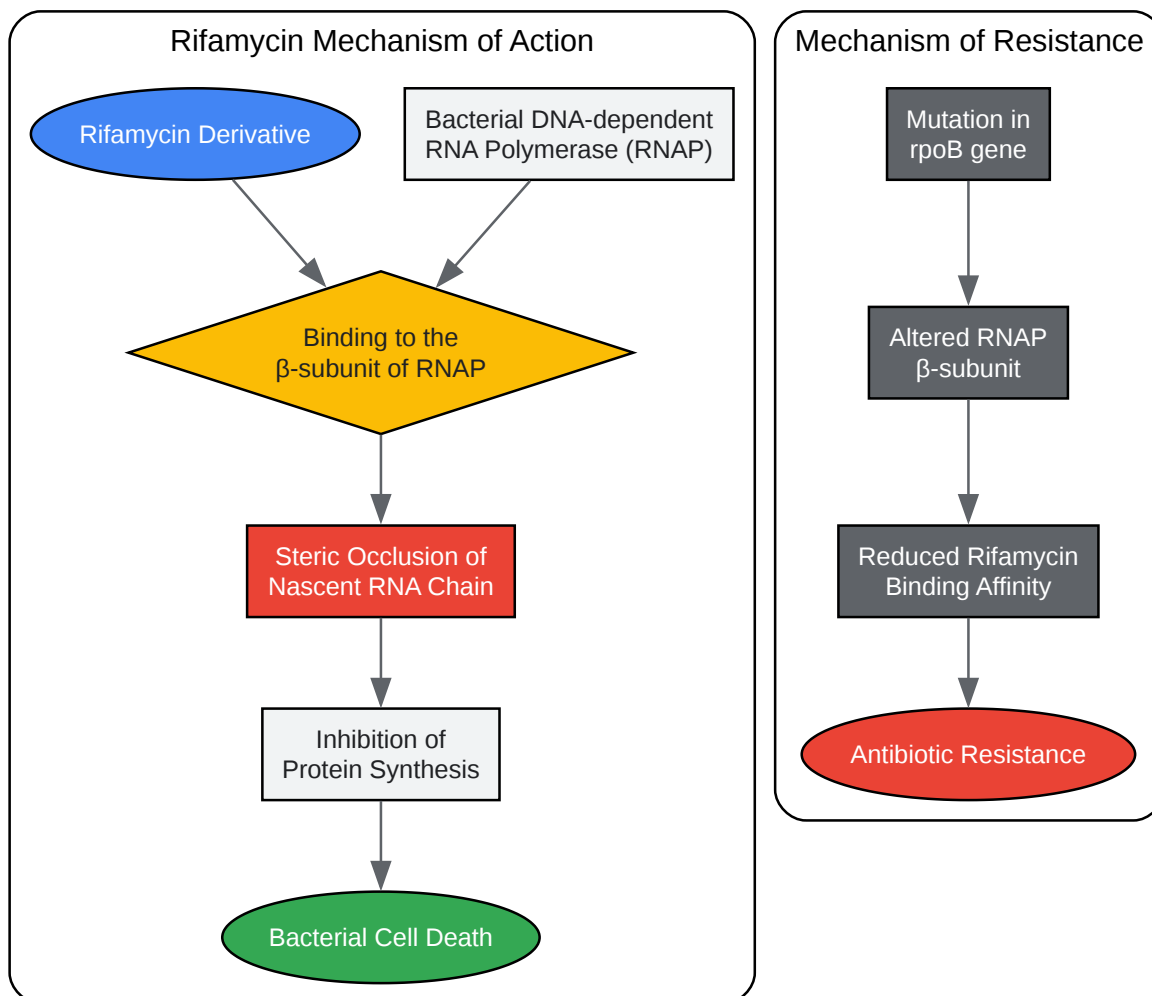 Rifamycin Mechanism of Action
Rifamycin Derivative
Bacterial DNA-dependent
RNA Polymerase (RNAP)
Binding to the
β-subunit of RNAP
Steric Occlusion of
Nascent RNA Chain
Inhibition of
Protein Synthesis
Bacterial Cell Death
Mechanism of Resistance
Mutation in
rpoB gene
Altered RNAP
β-subunit
Reduced Rifamycin
Binding Affinity
Antibiotic Resistance